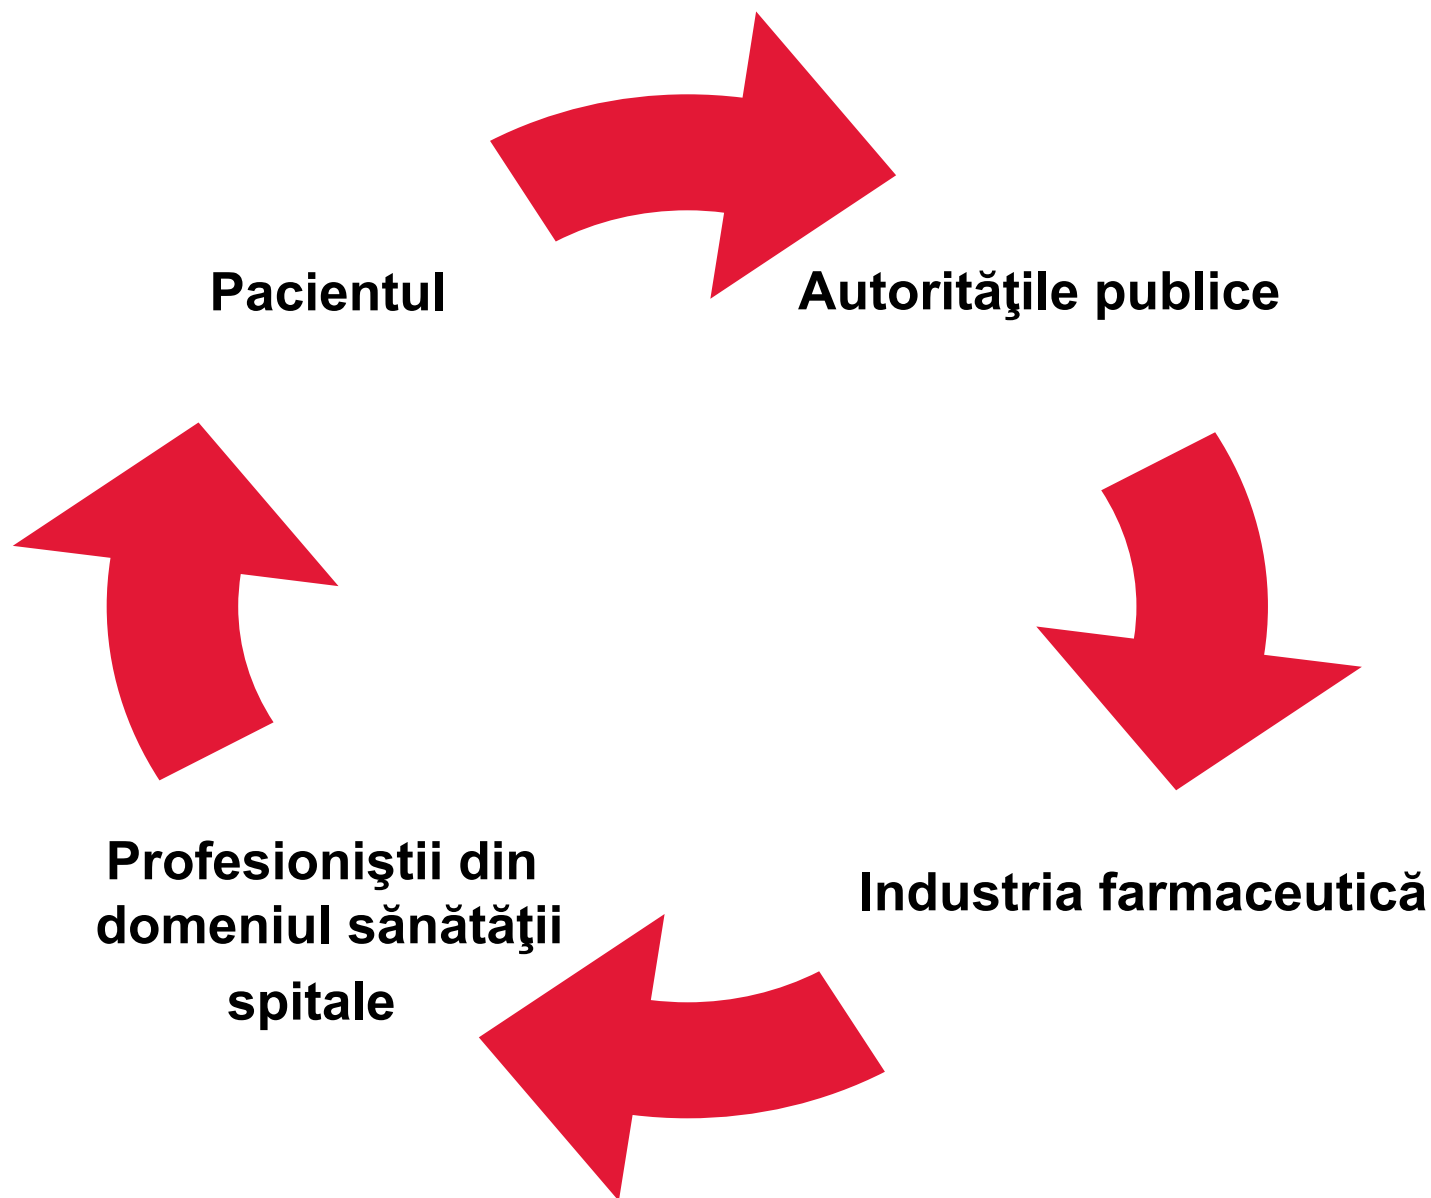 Pacientul
Autorităţile publice
Profesioniştii din
domeniul sănătăţii
spitale
Industria farmaceutică